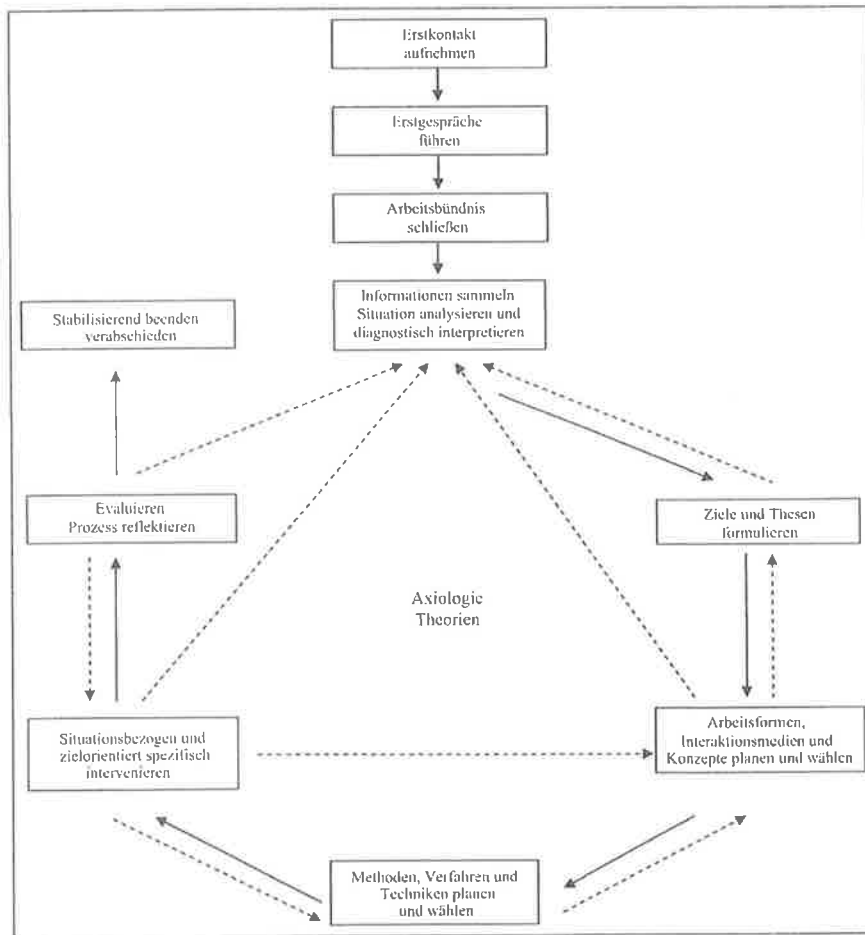 Erstkontakt
aufnehmen
Erstgespräche
führen
Arbeitsbündnis
schließen
Informationen sammeln
Situation analysieren und
diagnostisch interpretieren
Stabilisierend beenden
verabschieden
Evaluieren
Prozess reflektieren
Ziele und Thesen
formulieren
Axiologie
Theorien
Situationsbezogen und
zielorientiert spezifisch
intervenieren
Arbeitsformen,
Interaktionsmedien und
Konzepte planen und wählen
Methoden, Verfahren und
Techniken planen
und wählen